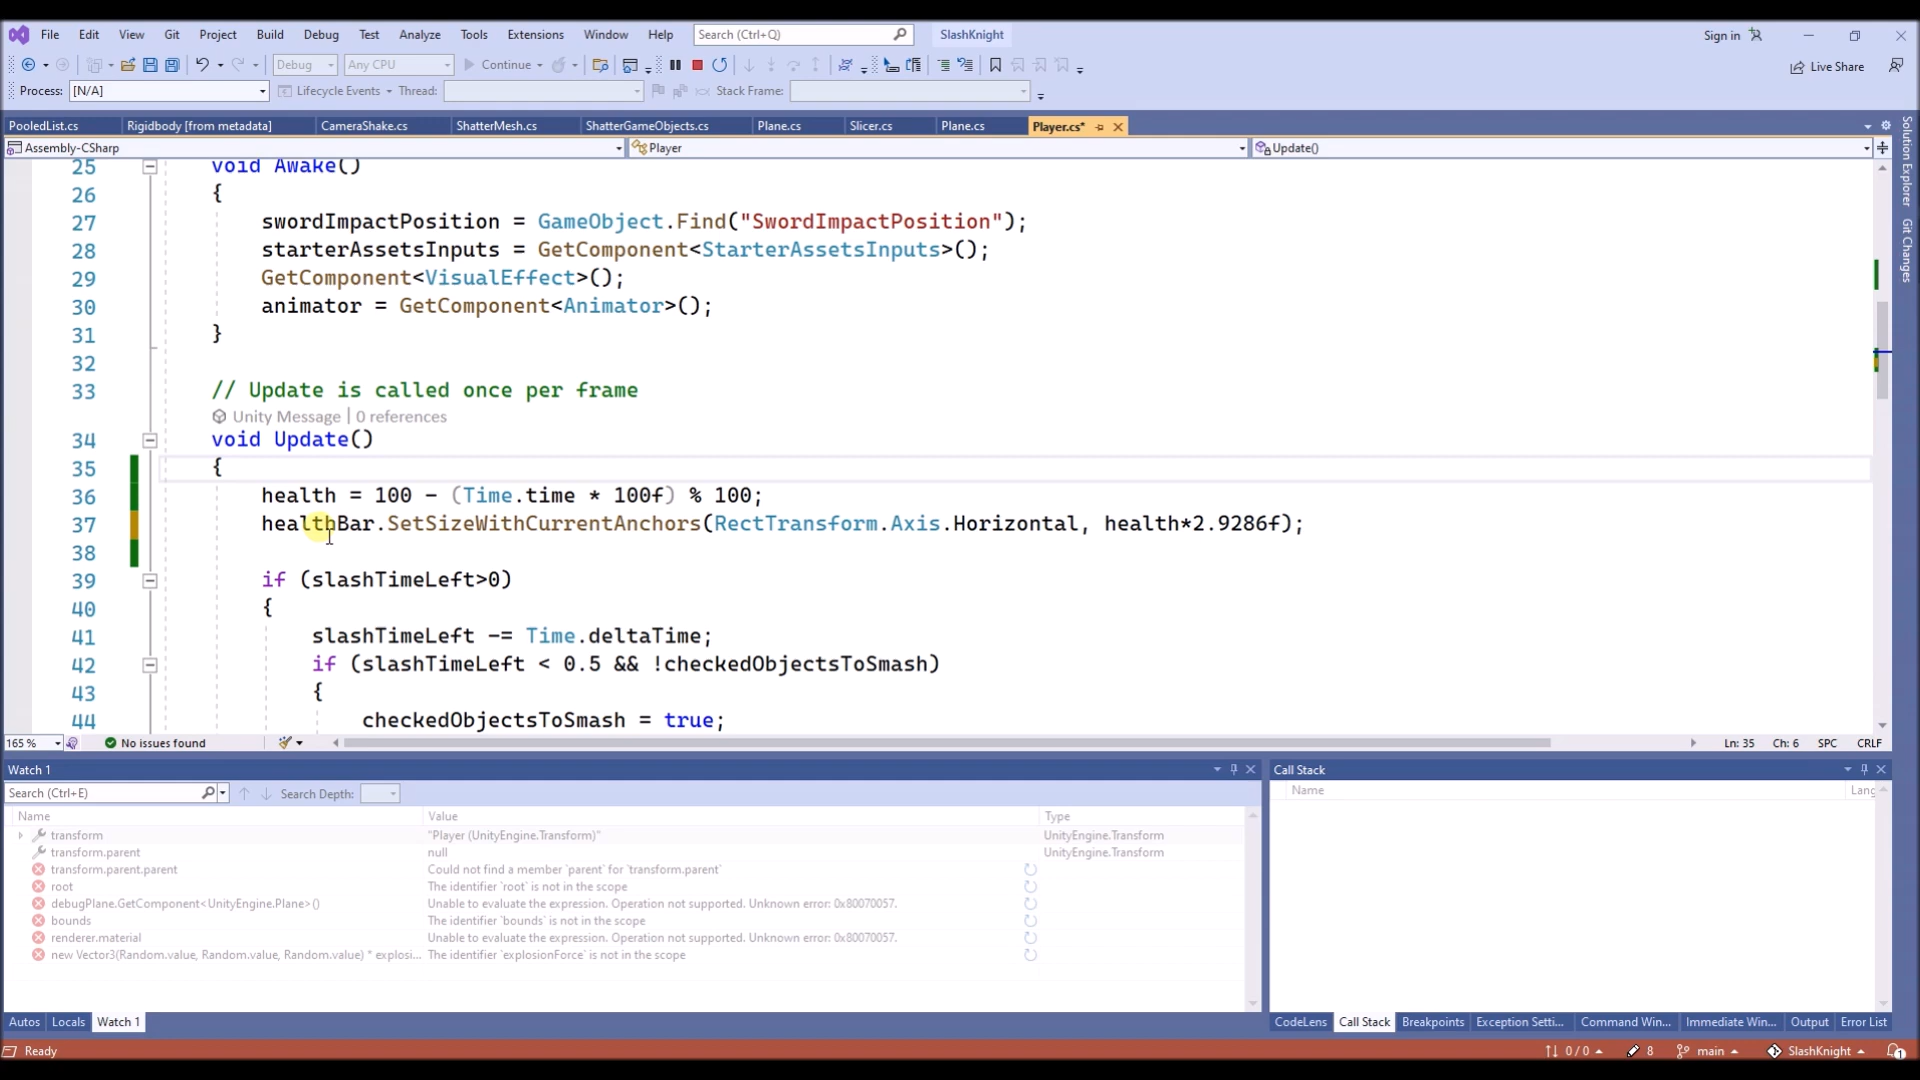 File Edit View Git Project Build Debug Test Analyze Tools Extensions Window Help Search (Ctrl+Q) SlashKnight Sign in
Debug Any CPU Continue Live Share
Process: [N/A] Lifecycle Events Thread: Stack Frame:
PooledList.cs Rigidbody [from metadata] CameraShake.cs ShatterMesh.cs ShatterGameObjects.cs Plane.cs Slicer.cs Plane.cs Player.cs*
Assembly-CSharp Player Update()
25 void Awake()
26 {
27 swordImpactPosition = GameObject.Find("SwordImpactPosition");
28 starterAssetsInputs = GetComponent<StarterAssetsInputs>();
29 GetComponent<VisualEffect>();
30 animator = GetComponent<Animator>();
31 }
32
33 // Update is called once per frame
Unity Message | 0 references
34 void Update()
35 {
36 health = 100 - (Time.time * 100f) % 100;
37 healthBar.SetSizeWithCurrentAnchors(RectTransform.Axis.Horizontal, health*2.9286f);
38
39 if (slashTimeLeft>0)
40 {
41 slashTimeLeft -= Time.deltaTime;
42 if (slashTimeLeft < 0.5 && !checkedObjectsToSmash)
43 {
44 checkedObjectsToSmash = true;
Solution Explorer
Git Changes
165 % No issues found Ln: 35 Ch: 6 SPC CRLF
Watch 1
Search (Ctrl+E) Search Depth:
Name Value Type
transform "Player (UnityEngine.Transform)" UnityEngine.Transform
transform.parent null UnityEngine.Transform
transform.parent.parent Could not find a member `parent` for `transform.parent`
root The identifier `root` is not in the scope
debugPlane.GetComponent<UnityEngine.Plane>() Unable to evaluate the expression. Operation not supported. Unknown error: 0x80070057.
bounds The identifier `bounds` is not in the scope
renderer.material Unable to evaluate the expression. Operation not supported. Unknown error: 0x80070057.
new Vector3(Random.value, Random.value, Random.value) * explosi... The identifier `explosionForce` is not in the scope
Autos Locals Watch 1
Call Stack
Name Lang
CodeLens Call Stack Breakpoints Exception Setti... Command Win... Immediate Win... Output Error List
Ready 0 / 0 8 main SlashKnight 1